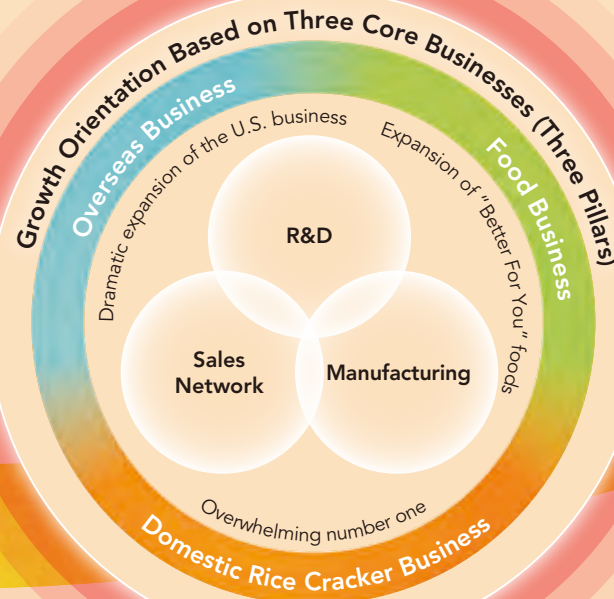 Growth Orientation Based on Three Core Businesses (Three Pillars)
Overseas Business
Dramatic expansion of the U.S. business
Food Business
Expansion of "Better For You" foods
R&D
Sales
Network
Manufacturing
Overwhelming number one
Domestic Rice Cracker Business